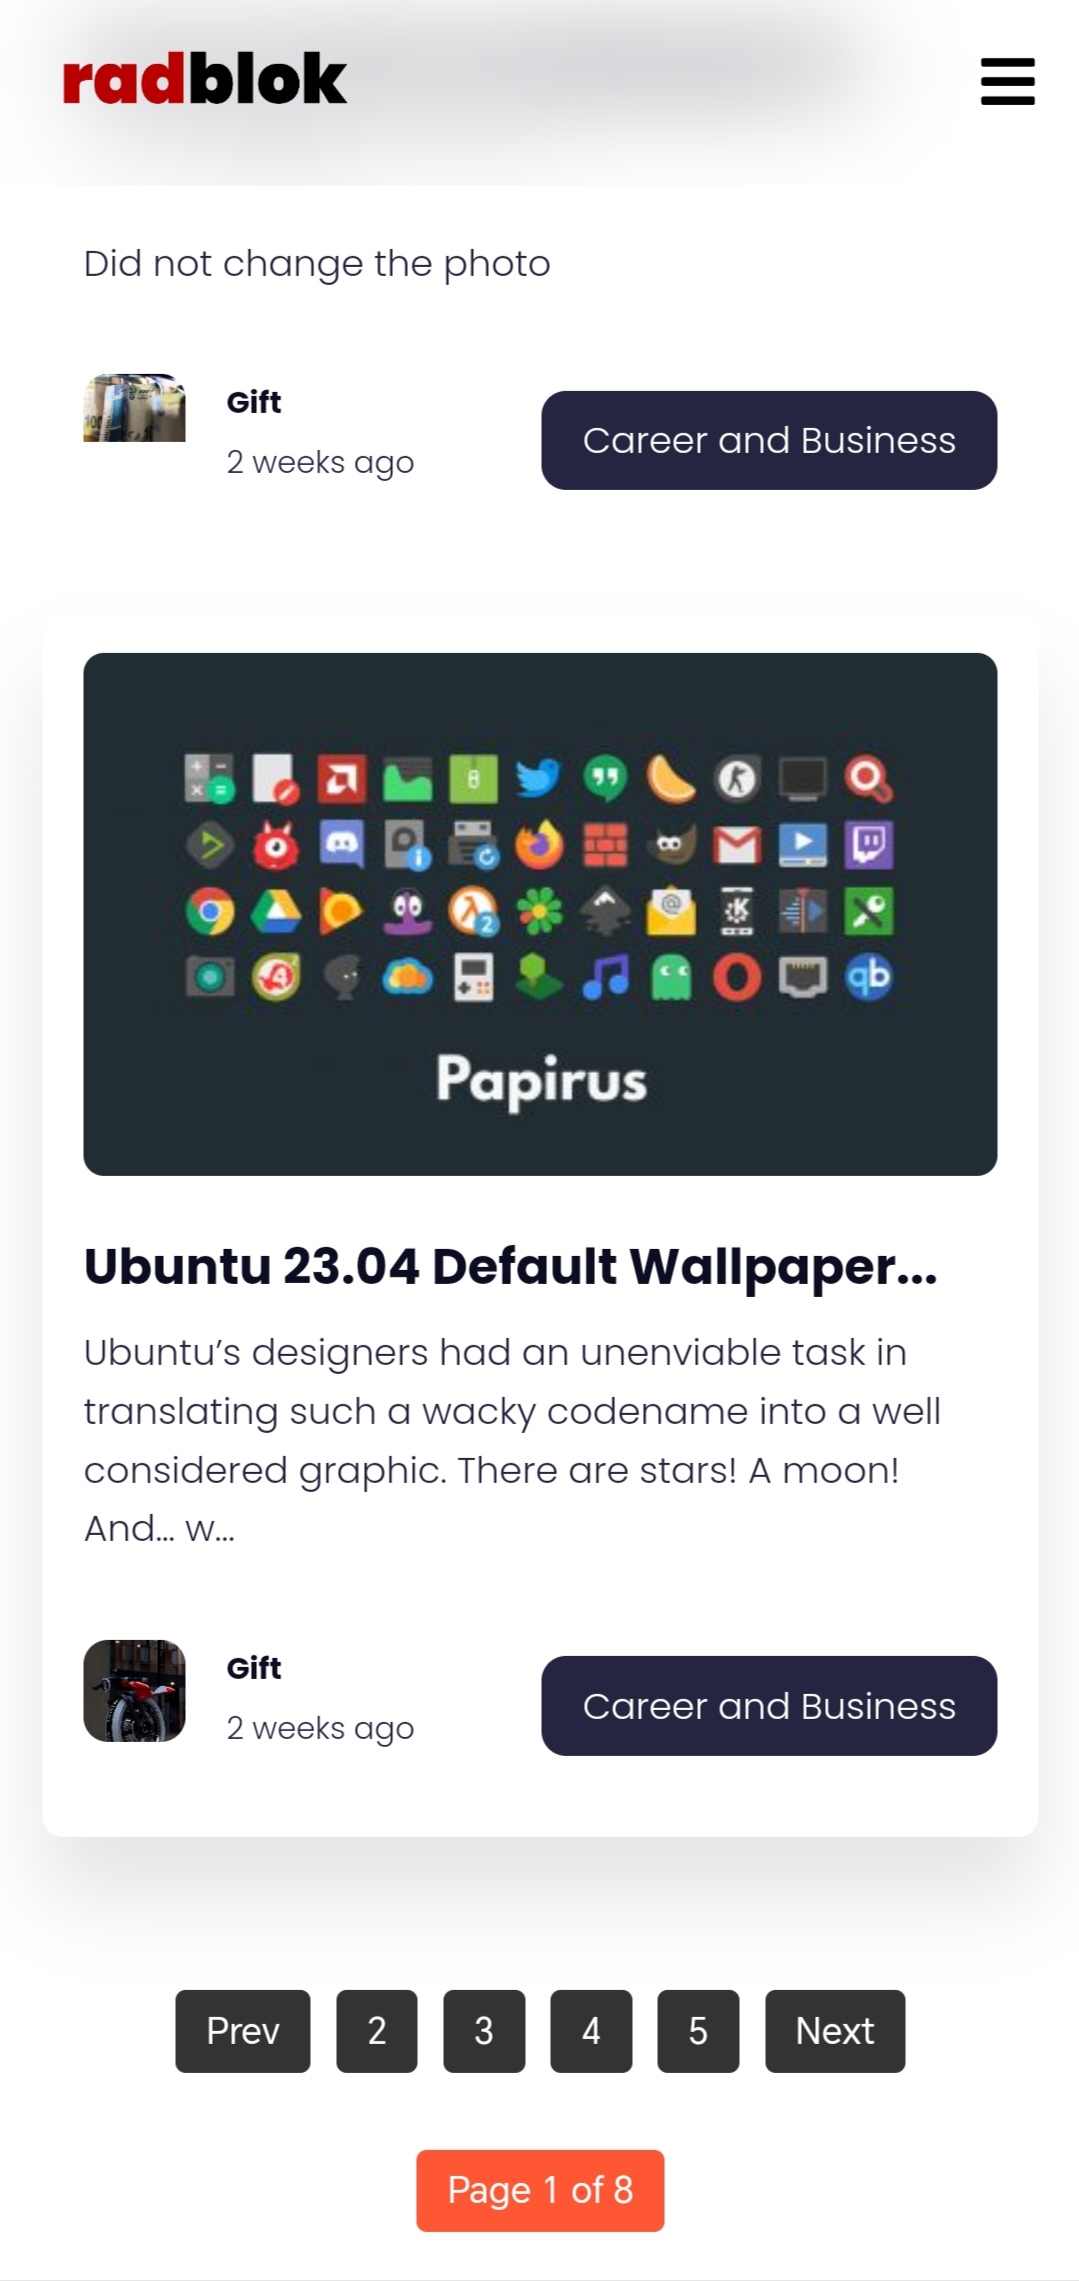 radblok
Did not change the photo
Gift
2 weeks ago
Career and Business
Papirus
Ubuntu 23.04 Default Wallpaper...
Ubuntu’s designers had an unenviable task in
translating such a wacky codename into a well
considered graphic. There are stars! A moon!
And... w...
Gift
2 weeks ago
Career and Business
Prev 2 3 4 5 Next
Page 1 of 8